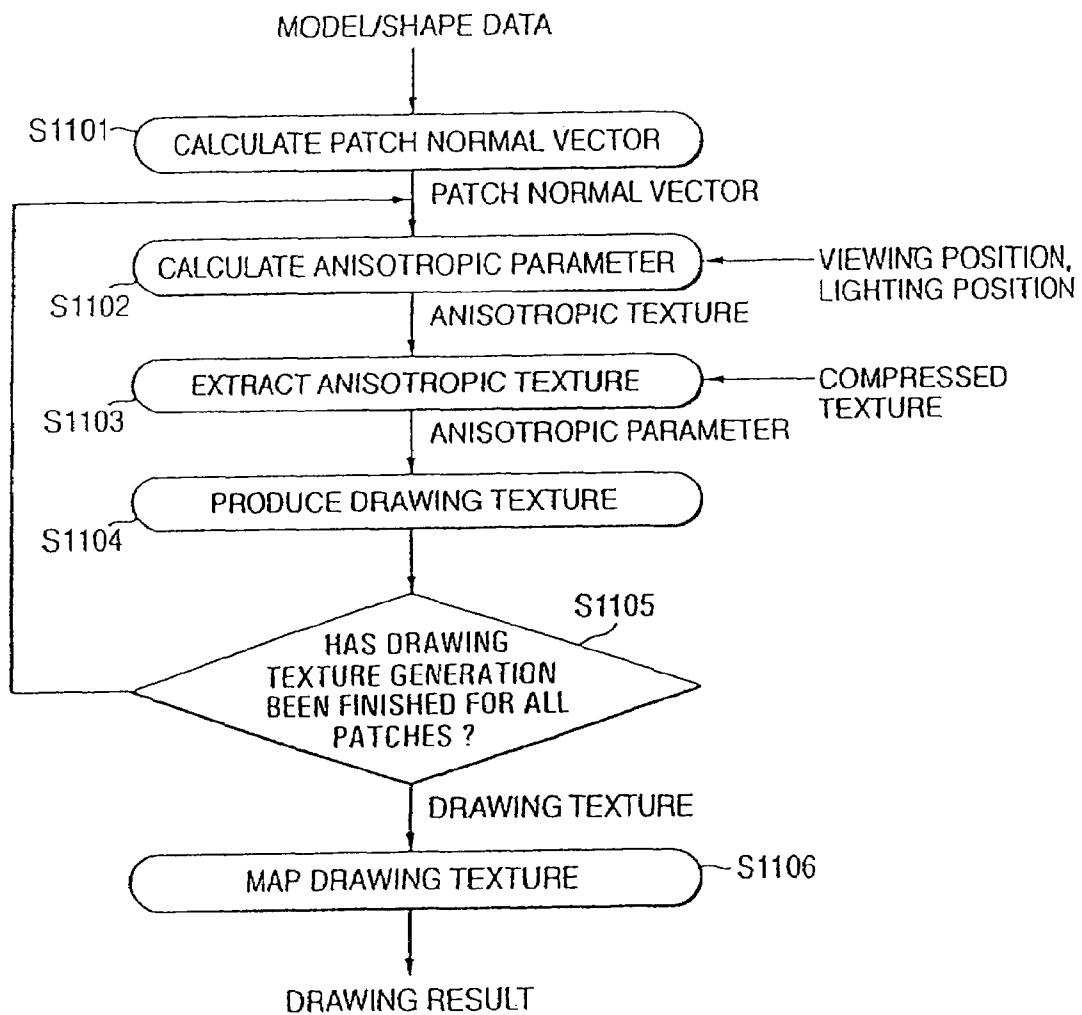 MODEL/SHAPE DATA
S1101
CALCULATE PATCH NORMAL VECTOR
PATCH NORMAL VECTOR
CALCULATE ANISOTROPIC PARAMETER
VIEWING POSITION,
LIGHTING POSITION
S1102
ANISOTROPIC TEXTURE
EXTRACT ANISOTROPIC TEXTURE
COMPRESSED
TEXTURE
S1103
ANISOTROPIC PARAMETER
PRODUCE DRAWING TEXTURE
S1104
S1105
HAS DRAWING
TEXTURE GENERATION
BEEN FINISHED FOR ALL
PATCHES ?
DRAWING TEXTURE
MAP DRAWING TEXTURE
S1106
DRAWING RESULT